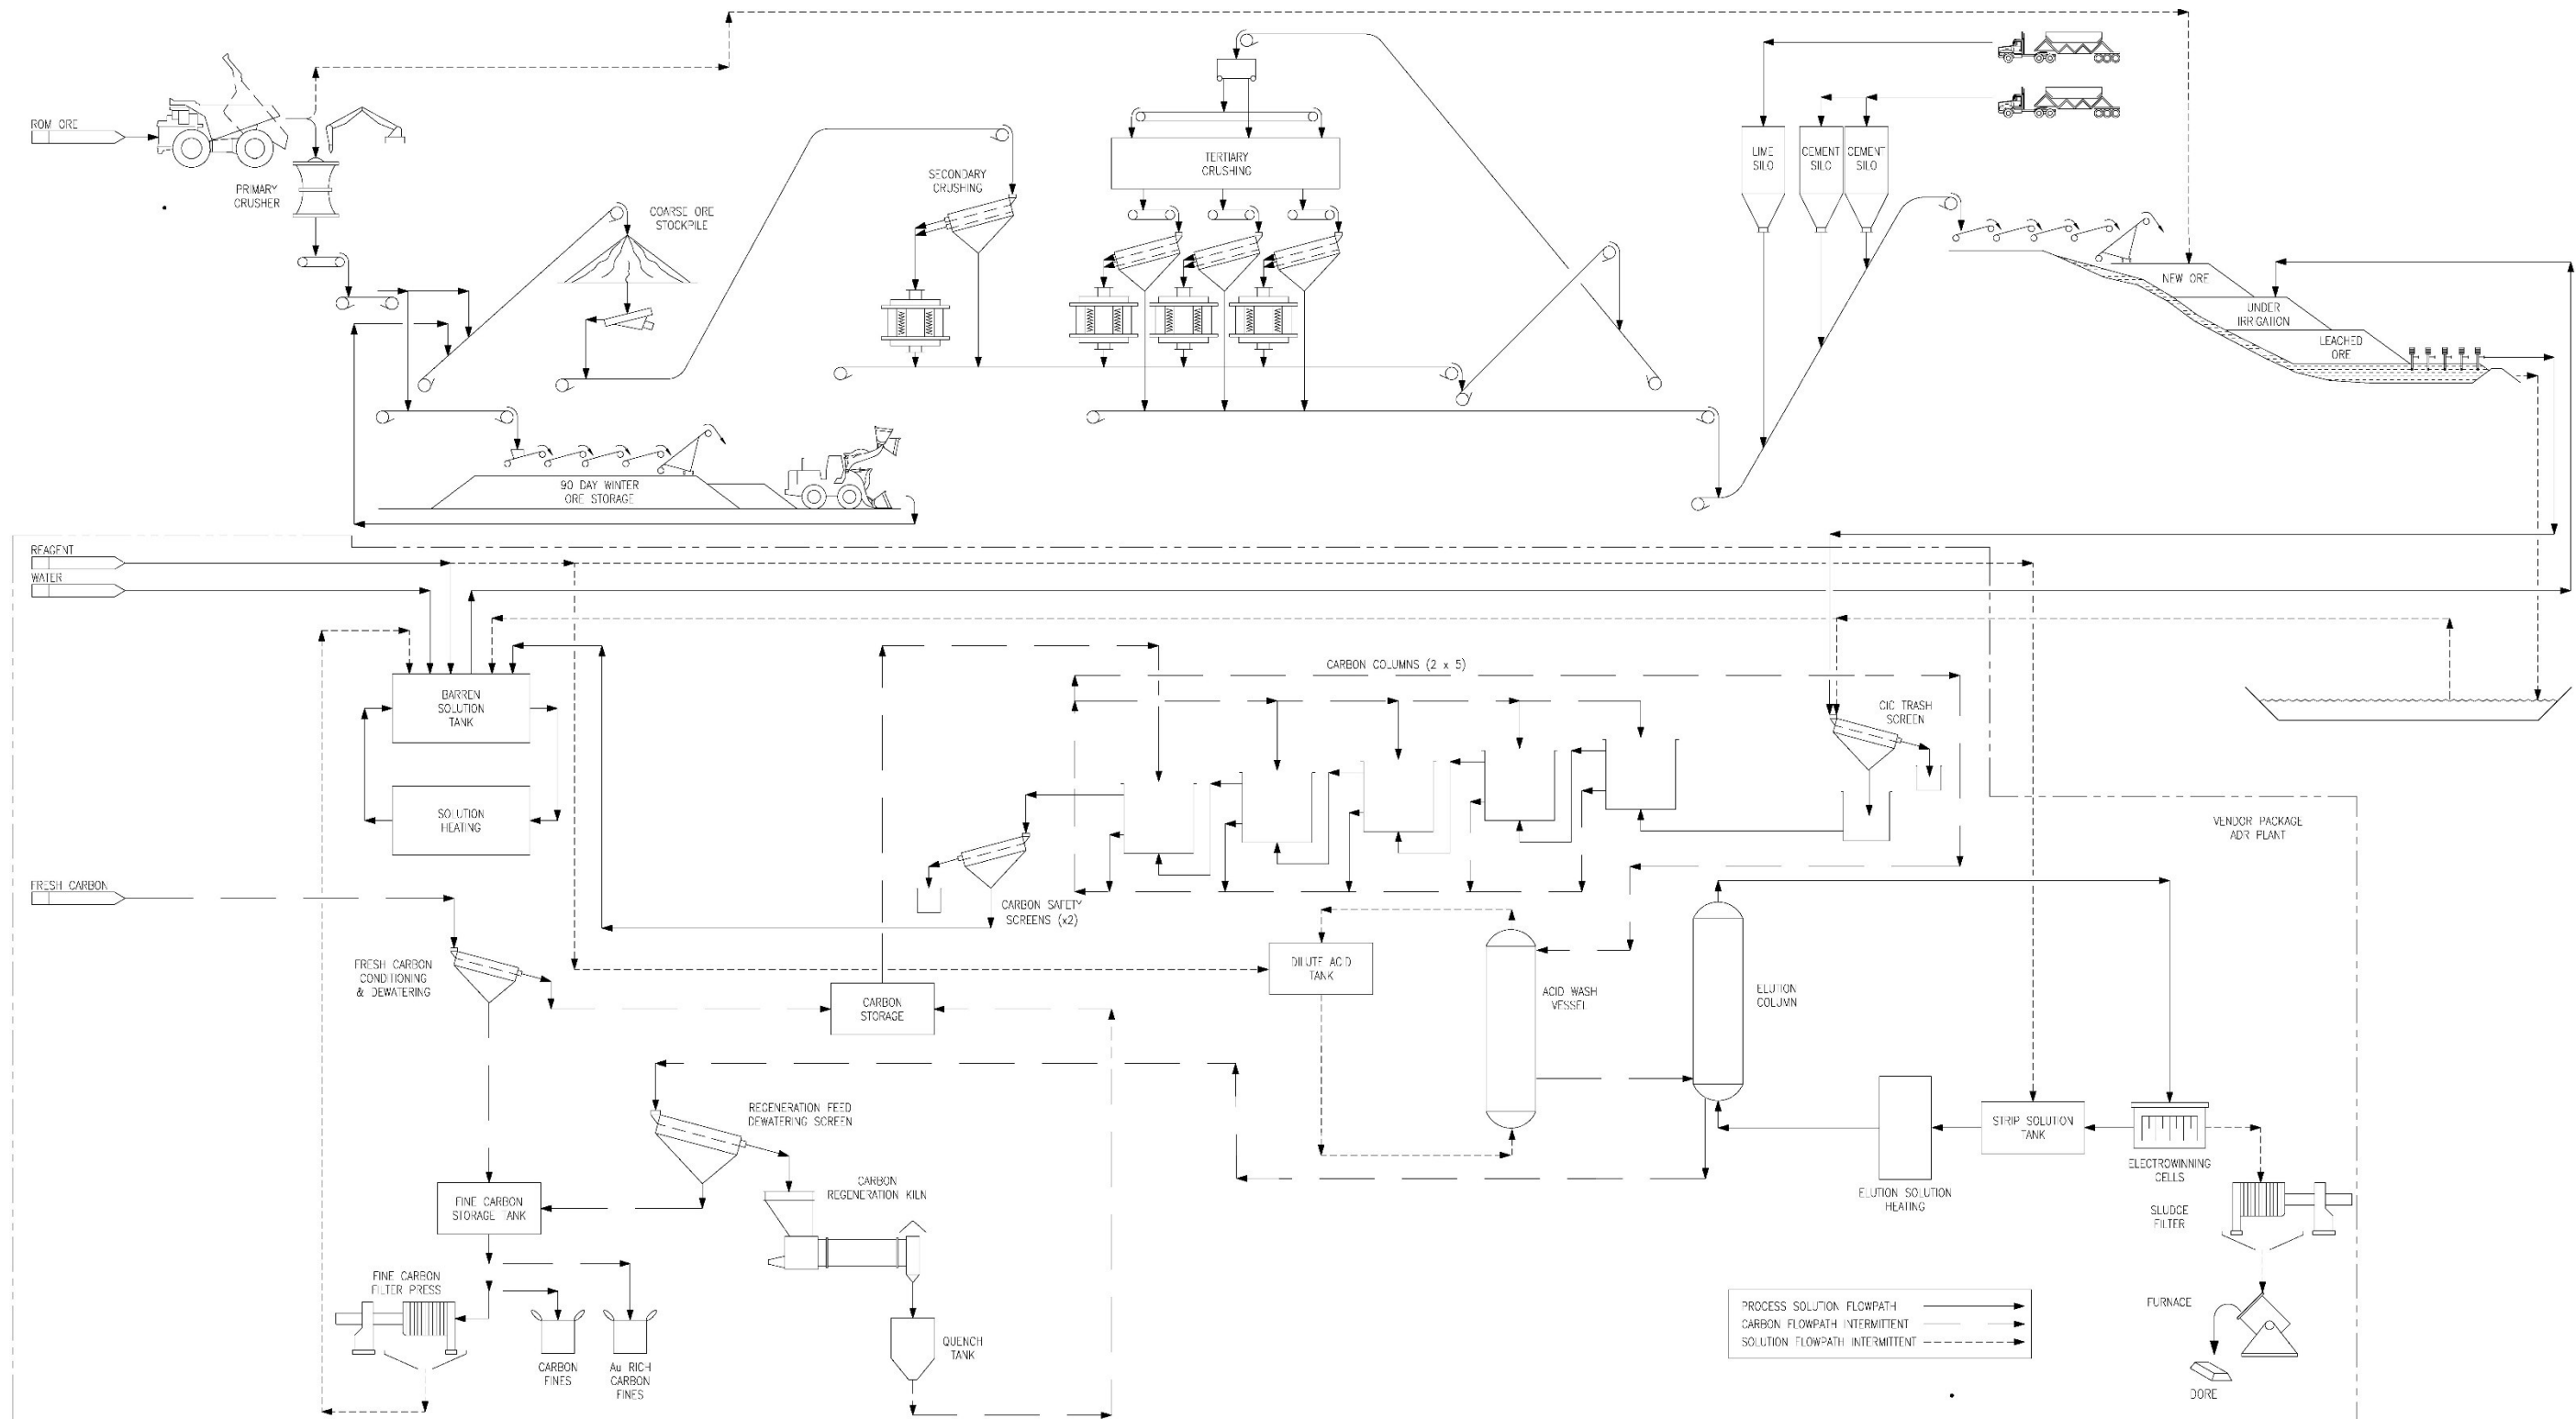 ROM ORE
PRIMARY
CRUSHER
COARSE ORE
STOCKPILE
SECONDARY
CRUSHING
TERTIARY
CRUSHING
LIME
SILO
CEMENT
SILO
CEMENT
SILO
NEW ORE
UNDER
IRRIGATION
LEACHED
ORE
90 DAY WINTER
ORE STORAGE
REAGENT
WATER
BARREN
SOLUTION
TANK
SOLUTION
HEATING
CARBON COLUMNS (2 x 5)
CIC TRASH
SCREEN
VENDOR PACKAGE
ADR PLANT
FRESH CARBON
CARBON SAFETY
SCREENS (x2)
FRESH CARBON
CONDITIONING
& DEWATERING
CARBON
STORAGE
DILUTE ACID
TANK
ACID WASH
VESSEL
ELUTION
COLUMN
REGENERATION FEED
DEWATERING SCREEN
STRIP SOLUTION
TANK
ELECTROWINNING
CELLS
ELUTION SOLUTION
HEATING
CARBON
REGENERATION KILN
FINE CARBON
STORAGE TANK
SLUDGE
FILTER
FINE CARBON
FILTER PRESS
QUENCH
TANK
CARBON
FINES
Au RICH
CARBON
FINES
FURNACE
DORE
PROCESS SOLUTION FLOWPATH
CARBON FLOWPATH INTERMITTENT
SOLUTION FLOWPATH INTERMITTENT